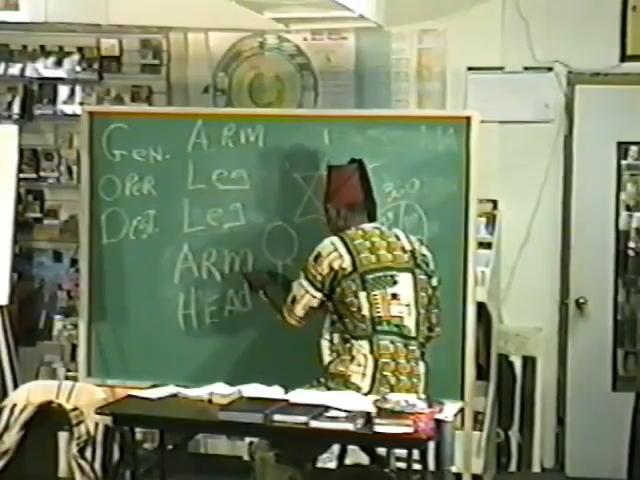 GEN. ARM
OPER Leg
DEST. Leg
ARM
HEAD
360